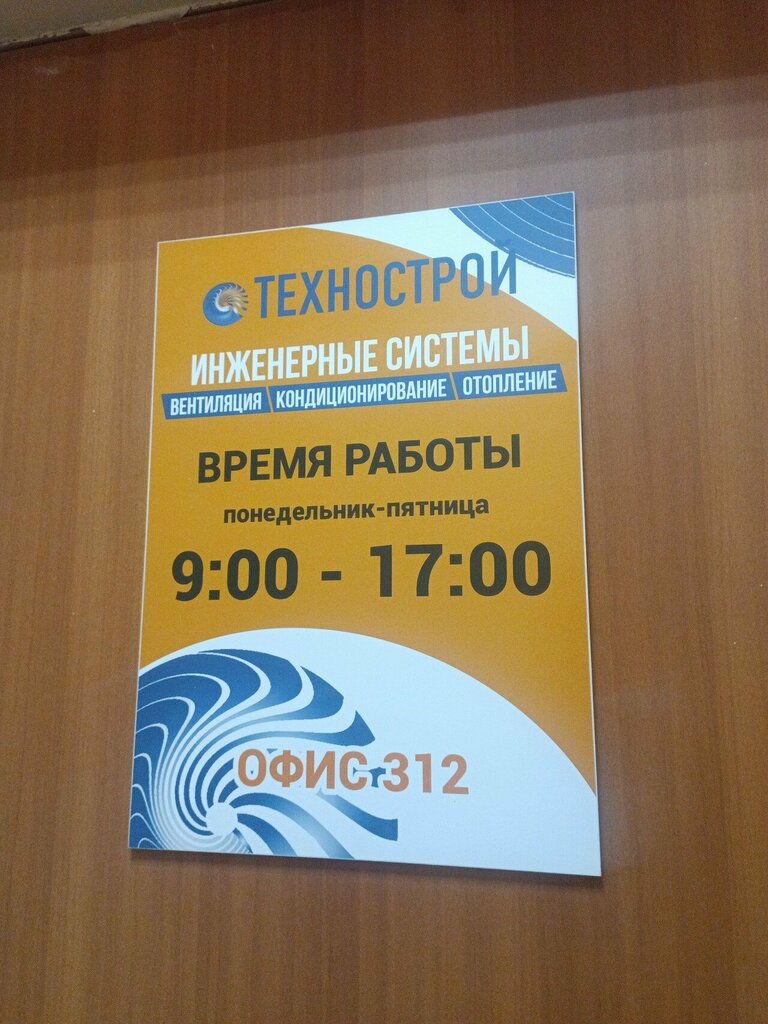 ТЕХНОСТРОЙ
ИНЖЕНЕРНЫЕ СИСТЕМЫ
ВЕНТИЛЯЦИЯ КОНДИЦИОНИРОВАНИЕ ОТОПЛЕНИЕ
ВРЕМЯ РАБОТЫ
понедельник-пятница
9:00 - 17:00
ОФИС 312